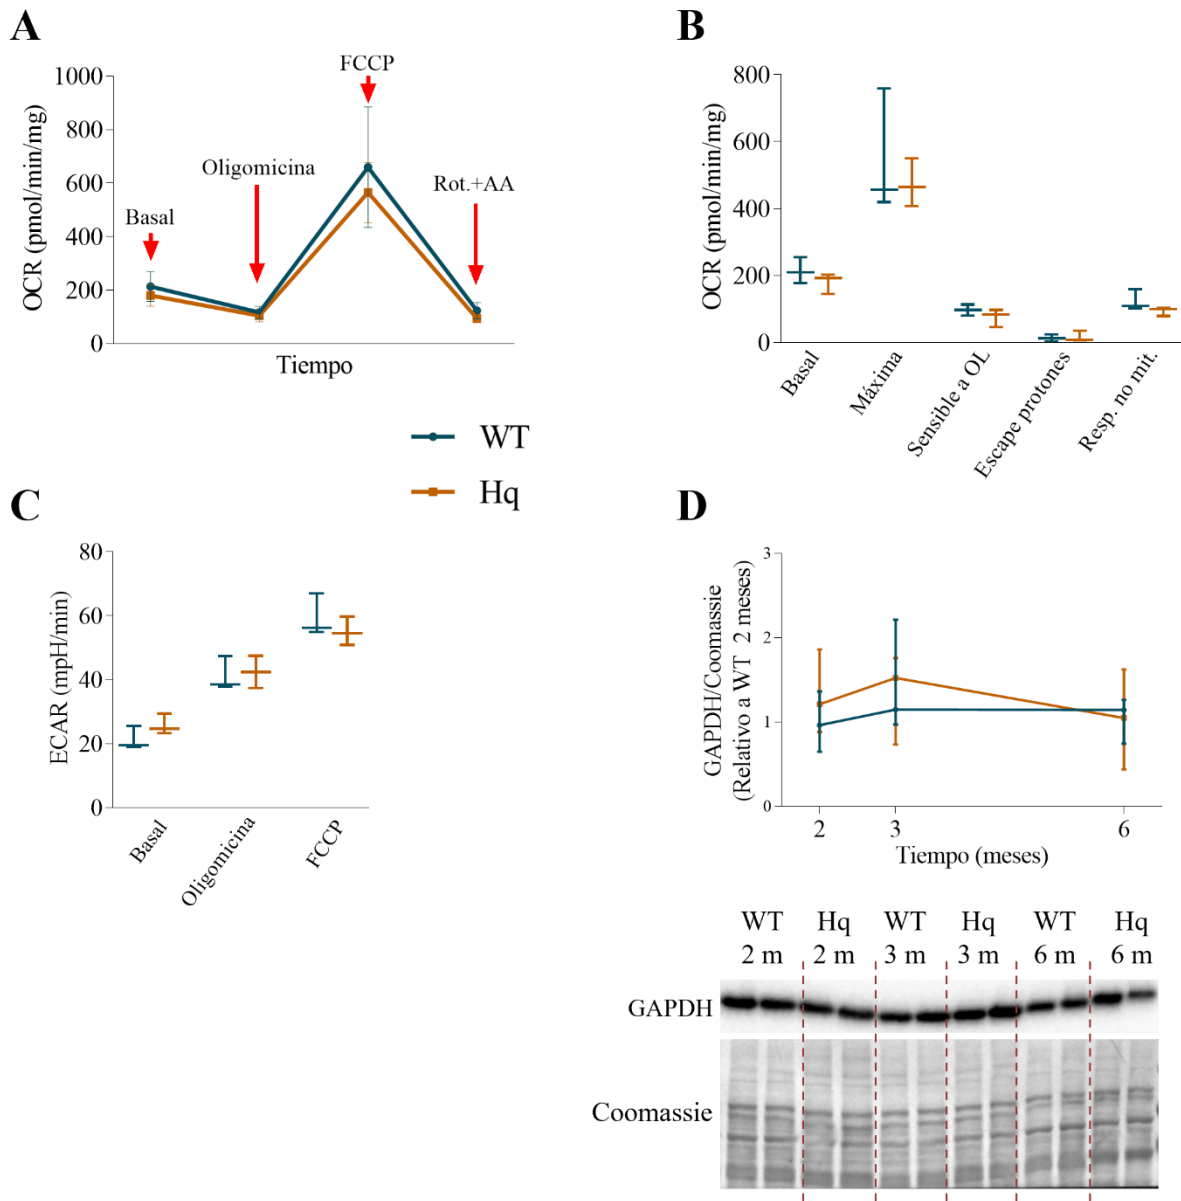 A
OCR (pmol/min/mg)
1000
800
600
400
200
0
Basal
Oligomicina
FCCP
Rot.+AA
Tiempo
B
OCR (pmol/min/mg)
800
600
400
200
0
Basal
Máxima
Sensible a OL
Escape protones
Resp. no mit.
WT
Hq
C
ECAR (mpH/min)
80
60
40
20
0
Basal
Oligomicina
FCCP
D
GAPDH/Coomassie
(Relativo a WT 2 meses)
3
2
1
0
2
3
6
Tiempo (meses)
WT Hq WT Hq WT Hq
2 m 2 m 3 m 3 m 6 m 6 m
GAPDH
Coomassie